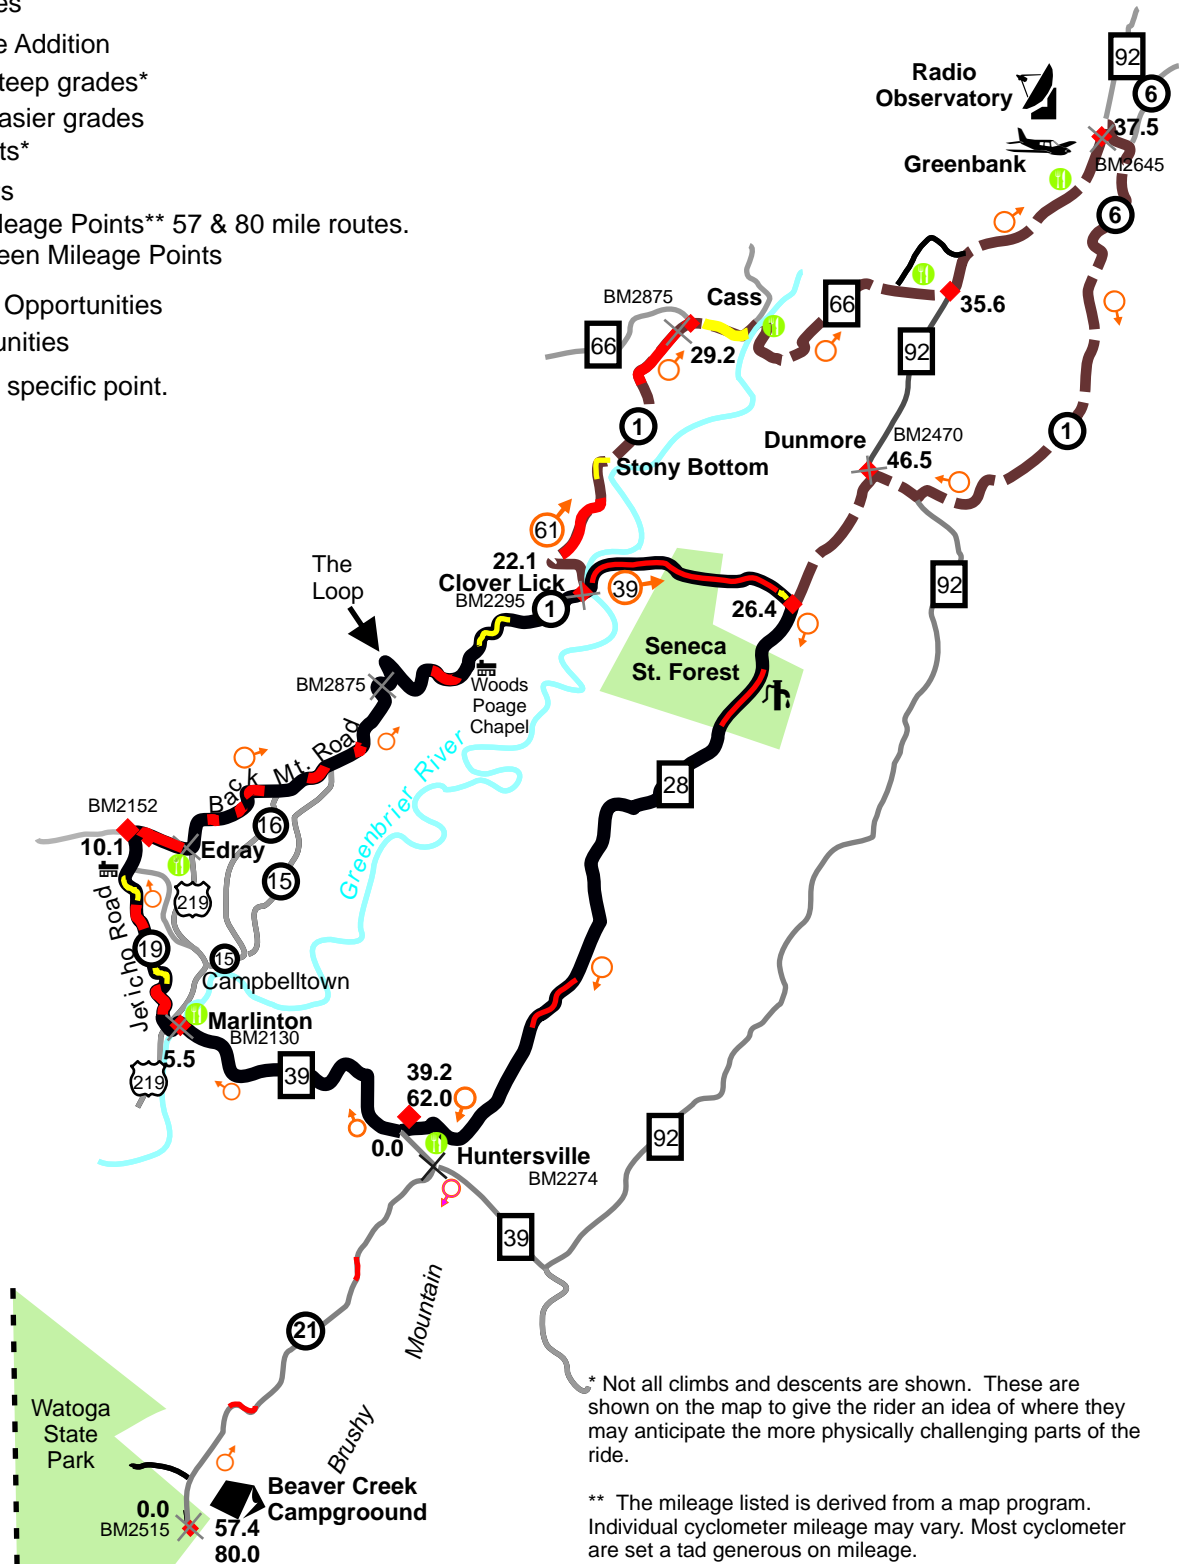 es
e Addition
teep grades*
asier grades
ts*
s
leage Points** 57 & 80 mile routes.
een Mileage Points
Opportunities
unities
specific point.
92
6
Radio
Observatory
37.5
BM2645
Greenbank
6
BM2875
Cass
66
66
35.6
29.2
92
1
Dunmore
BM2470
46.5
1
Stony Bottom
61
22.1
Clover Lick
39
BM2295
1
92
The
Loop
26.4
Seneca
St. Forest
BM2875
Woods
Poage
Chapel
Back Mt. Road
Greenbrier River
28
BM2152
16
10.1
Edray
15
219
Jericho Road
19
15
Campbelltown
Marlinton
BM2130
5.5
219
39
39.2
62.0
0.0
Huntersville
BM2274
92
39
Brushy Mountain
21
Watoga
State
Park
Beaver Creek
Campgroound
0.0
BM2515
57.4
80.0
* Not all climbs and descents are shown. These are
shown on the map to give the rider an idea of where they
may anticipate the more physically challenging parts of the
ride.
** The mileage listed is derived from a map program.
Individual cyclometer mileage may vary. Most cyclometer
are set a tad generous on mileage.